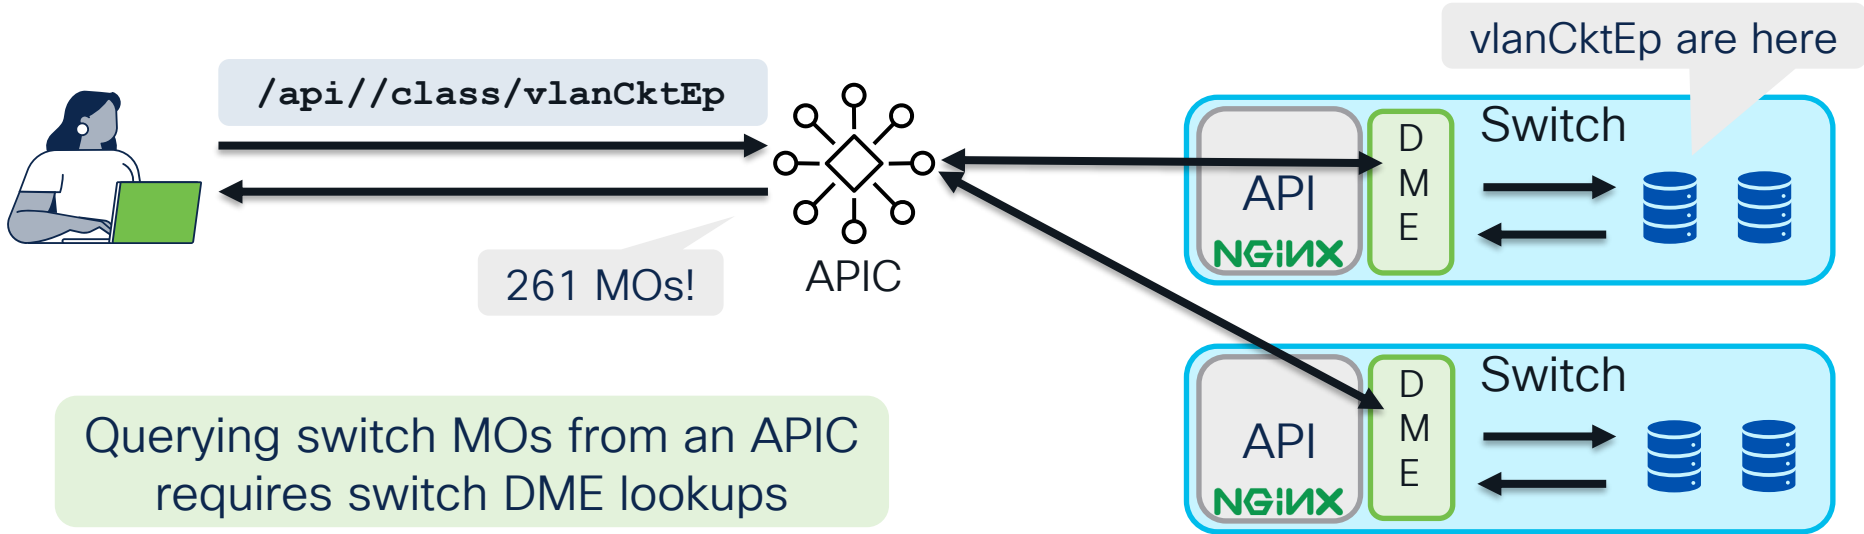 vlanCktEp are here
/api//class/vlanCktEp
261 MOs!
APIC
Switch
API
NGINX
D
M
E
Switch
API
NGINX
D
M
E
Querying switch MOs from an APIC
requires switch DME lookups